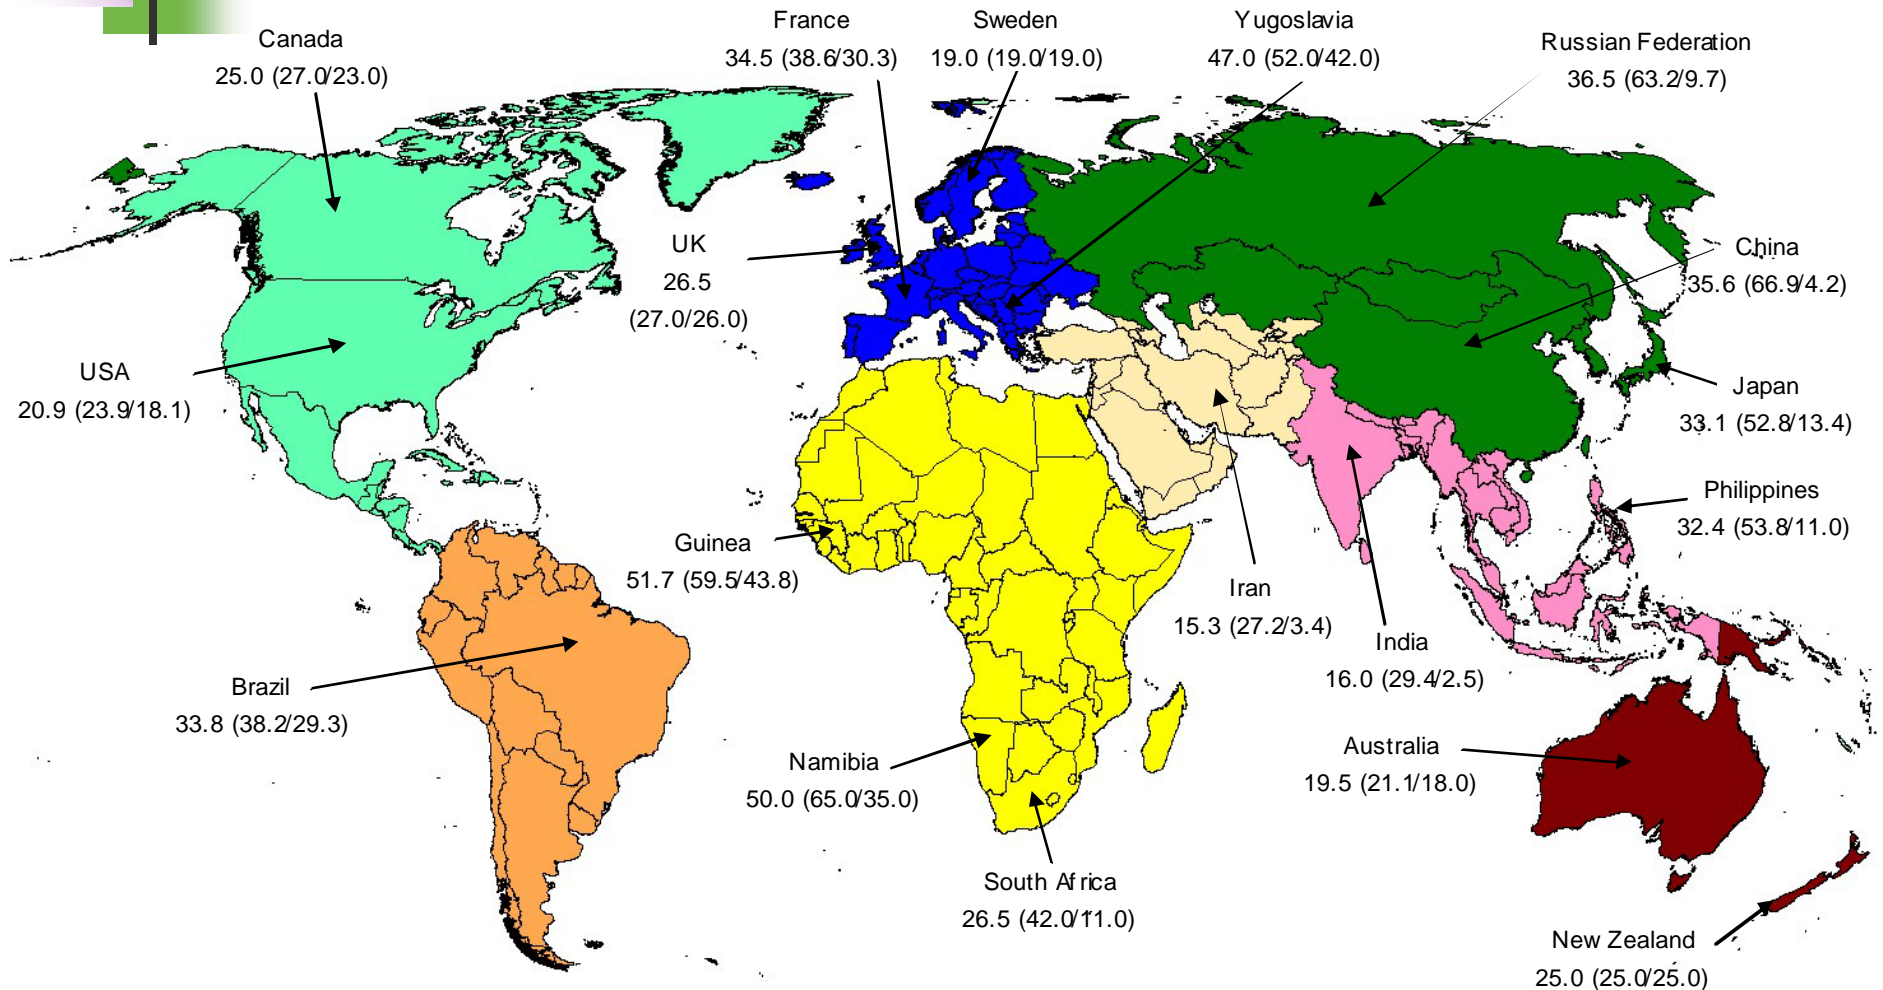 Canada
25.0 (27.0/23.0)
France
34.5 (38.6/30.3)
Sweden
19.0 (19.0/19.0)
Yugoslavia
47.0 (52.0/42.0)
Russian Federation
36.5 (63.2/9.7)
UK
26.5
(27.0/26.0)
China
35.6 (66.9/4.2)
USA
20.9 (23.9/18.1)
Japan
33.1 (52.8/13.4)
Philippines
32.4 (53.8/11.0)
Guinea
51.7 (59.5/43.8)
Iran
15.3 (27.2/3.4)
India
16.0 (29.4/2.5)
Brazil
33.8 (38.2/29.3)
Namibia
50.0 (65.0/35.0)
Australia
19.5 (21.1/18.0)
South Africa
26.5 (42.0/11.0)
New Zealand
25.0 (25.0/25.0)